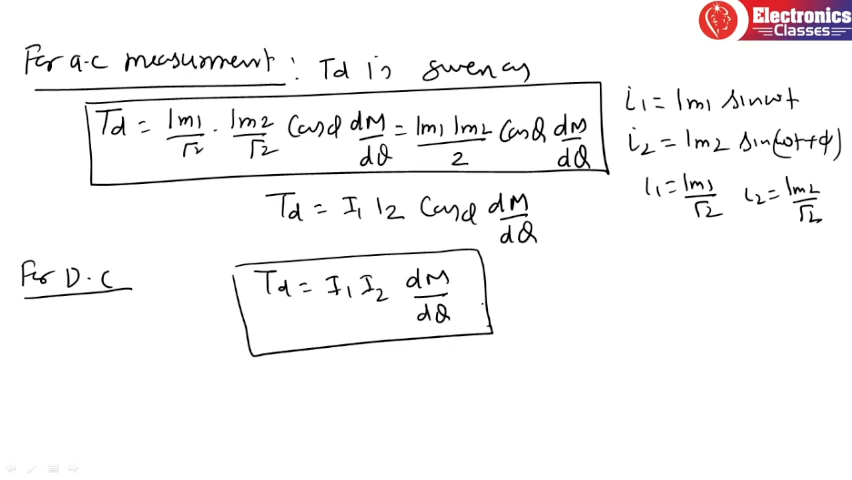 Electronics
Classes
For a.c measurment : Td is given as
Td = Im1/√2 . Im2/√2 Cosϕ dM/dθ = Im1 Im2/2 Cosθ dM/dθ
i1 = Im1 sinωt
i2 = Im2 sin(ωt+ϕ)
I1 = Im1/√2 I2 = Im2/√2
Td = I1 I2 Cosϕ dM/dθ
For D.C
Td = I1 I2 dM/dθ